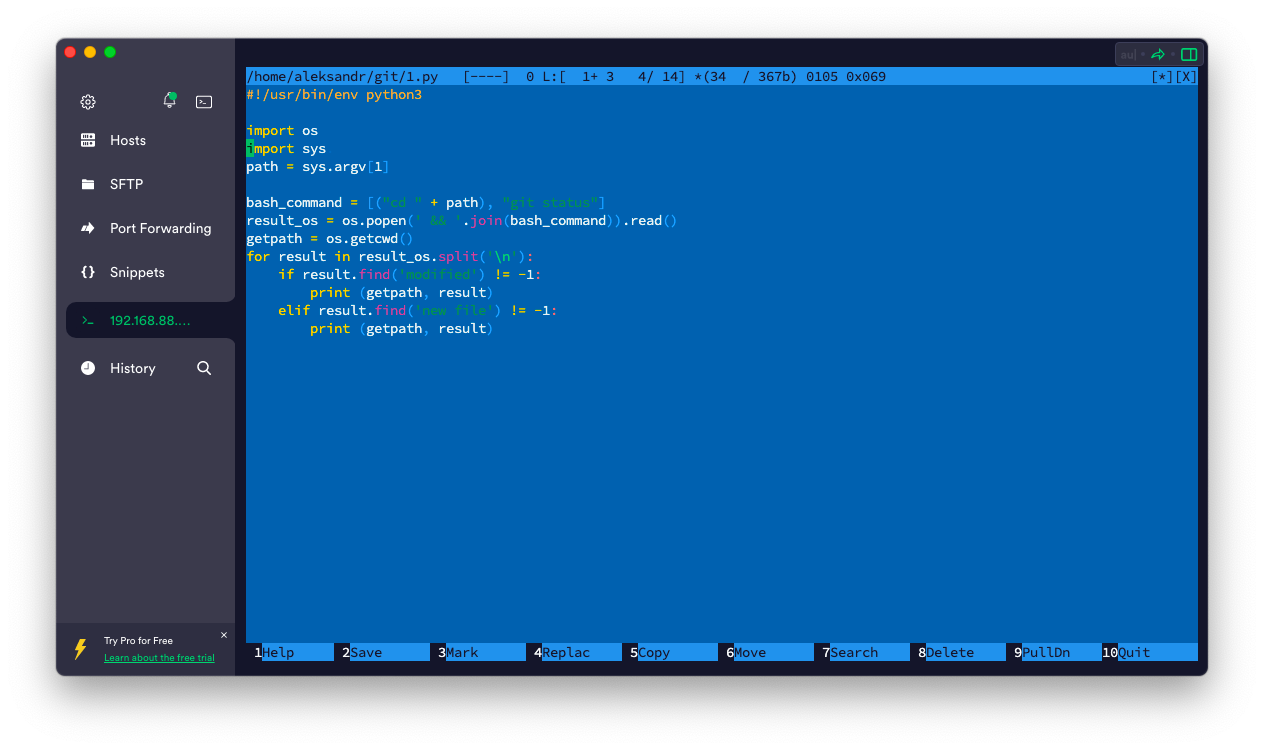 /home/aleksandr/git/1.py   [----]  0 L:[  1+ 3   4/ 14] *(34  / 367b) 0105 0x069   [*][X]
#!/usr/bin/env python3
import os
import sys
path = sys.argv[1]
bash_command = [("cd " + path), "git status"]
result_os = os.popen(' && '.join(bash_command)).read()
getpath = os.getcwd()
for result in result_os.split('\n'):
    if result.find('modified') != -1:
        print (getpath, result)
    elif result.find('new file') != -1:
        print (getpath, result)
1Help 2Save 3Mark 4Replac 5Copy 6Move 7Search 8Delete 9PullDn 10Quit
Hosts
SFTP
Port Forwarding
{} Snippets
>_ 192.168.88....
History
Try Pro for Free
Learn about the free trial